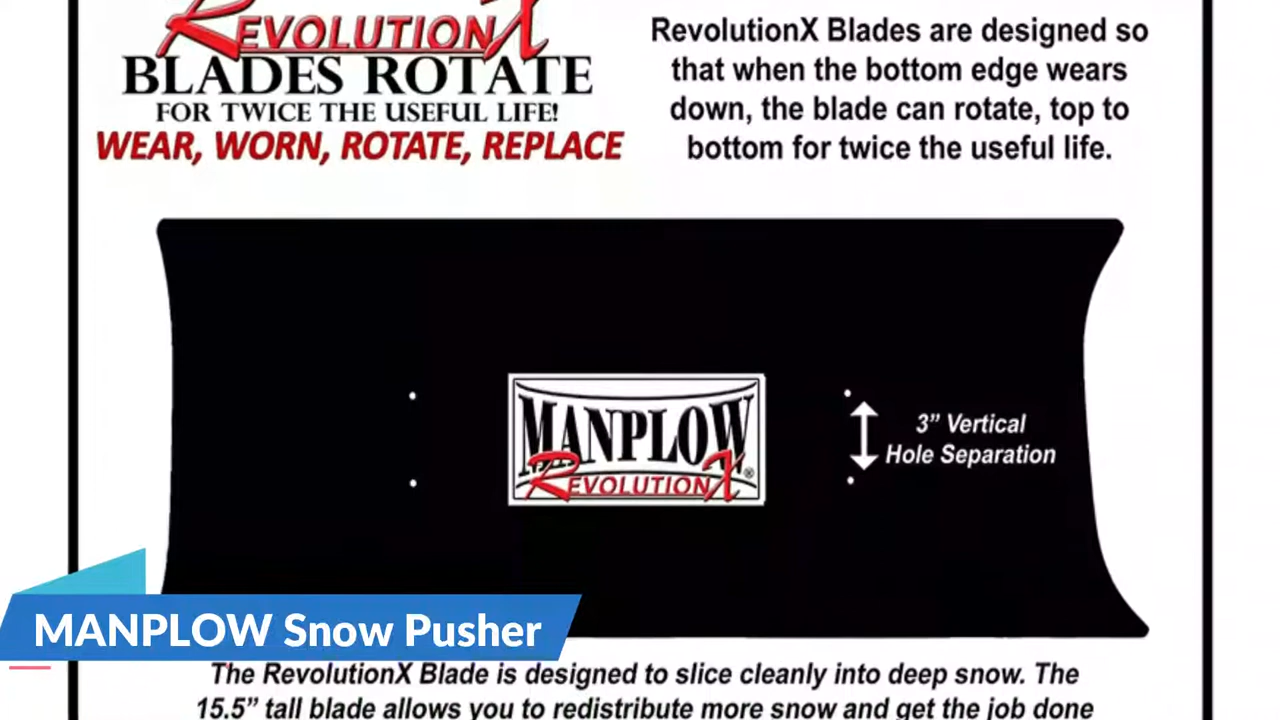 REVOLUTIONX
BLADES ROTATE
FOR TWICE THE USEFUL LIFE!
WEAR, WORN, ROTATE, REPLACE
RevolutionX Blades are designed so
that when the bottom edge wears
down, the blade can rotate, top to
bottom for twice the useful life.
MANPLOW
REVOLUTIONX®
3” Vertical
Hole Separation
MANPLOW Snow Pusher
The RevolutionX Blade is designed to slice cleanly into deep snow. The
15.5” tall blade allows you to redistribute more snow and get the job done